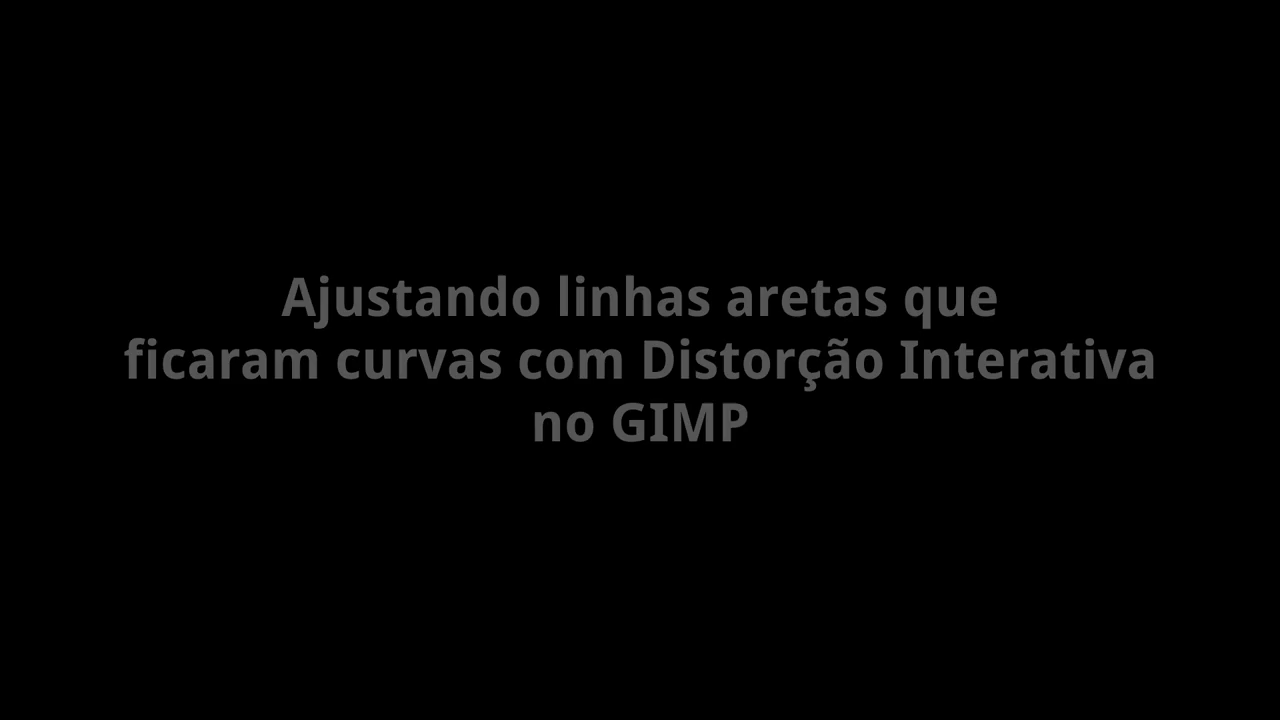 Ajustando linhas aretas que
ficaram curvas com Distorção Interativa
no GIMP